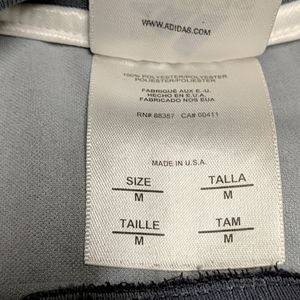 WWW.ADIDAS.COM
100% POLYESTER/POLYESTER
POLIÉSTER/POLIESTER
FABRIQUÉ AUX É.-U.
HECHO EN E.U.A.
FABRICADO NOS EUA
RN# 88387 CA# 00411
MADE IN U.S.A.
SIZE TALLA
M M
TAILLE TAM
M M